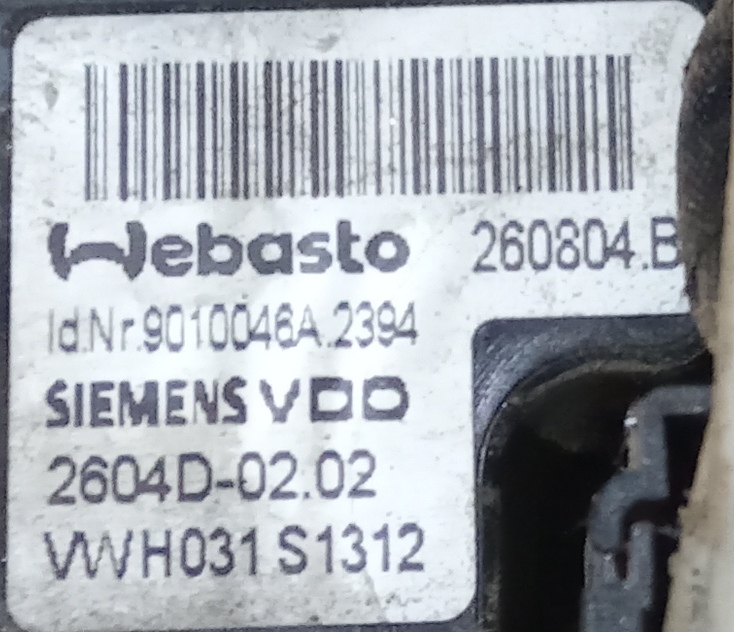 Webasto 260804.B
Id.Nr.9010046A.2394
SIEMENS VDO
2604D-02.02
VWH031 S1312